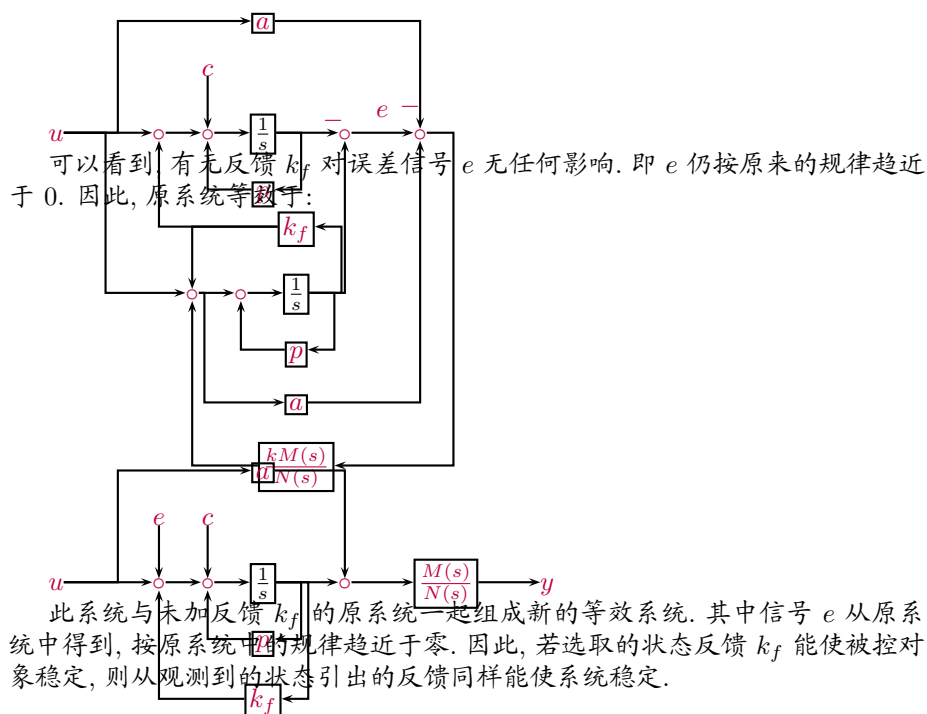 a
c
e −
u
1/s
−
可以看到, 有无反馈 k_f 对误差信号 e 无任何影响. 即 e 仍按原来的规律趋近
p
于 0. 因此, 原系统等效于:
k_f
1/s
p
a
kM(s)/N(s)
a
e c
u 1/s M(s)/N(s) y
此系统与未加反馈 k_f 的原系统一起组成新的等效系统. 其中信号 e 从原系
统中得到, 按原系统中的规律趋近于零. 因此, 若选取的状态反馈 k_f 能使被控对
p
象稳定, 则从观测到的状态引出的反馈同样能使系统稳定.
k_f